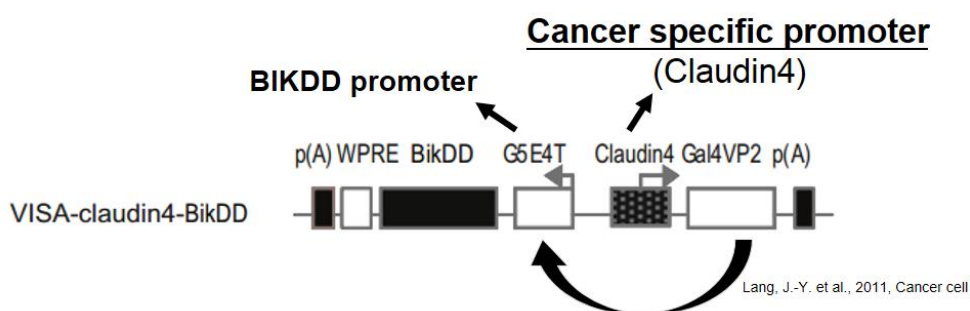 Cancer specific promoter
(Claudin4)
BIKDD promoter
p(A) WPRE BikDD G5E4T Claudin4 Gal4VP2 p(A)
VISA-claudin4-BikDD
Lang, J.-Y. et al., 2011, Cancer cell